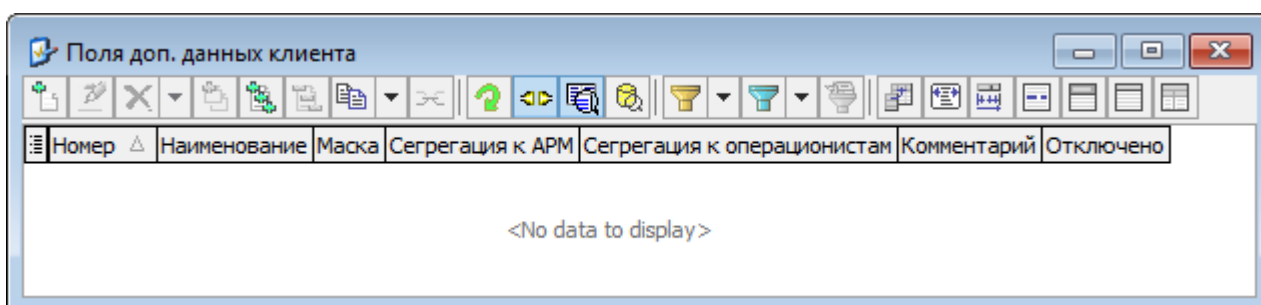 Поля доп. данных клиента
Номер Наименование Маска Сегрегация к АРМ Сегрегация к операционистам Комментарий Отключено
<No data to display>